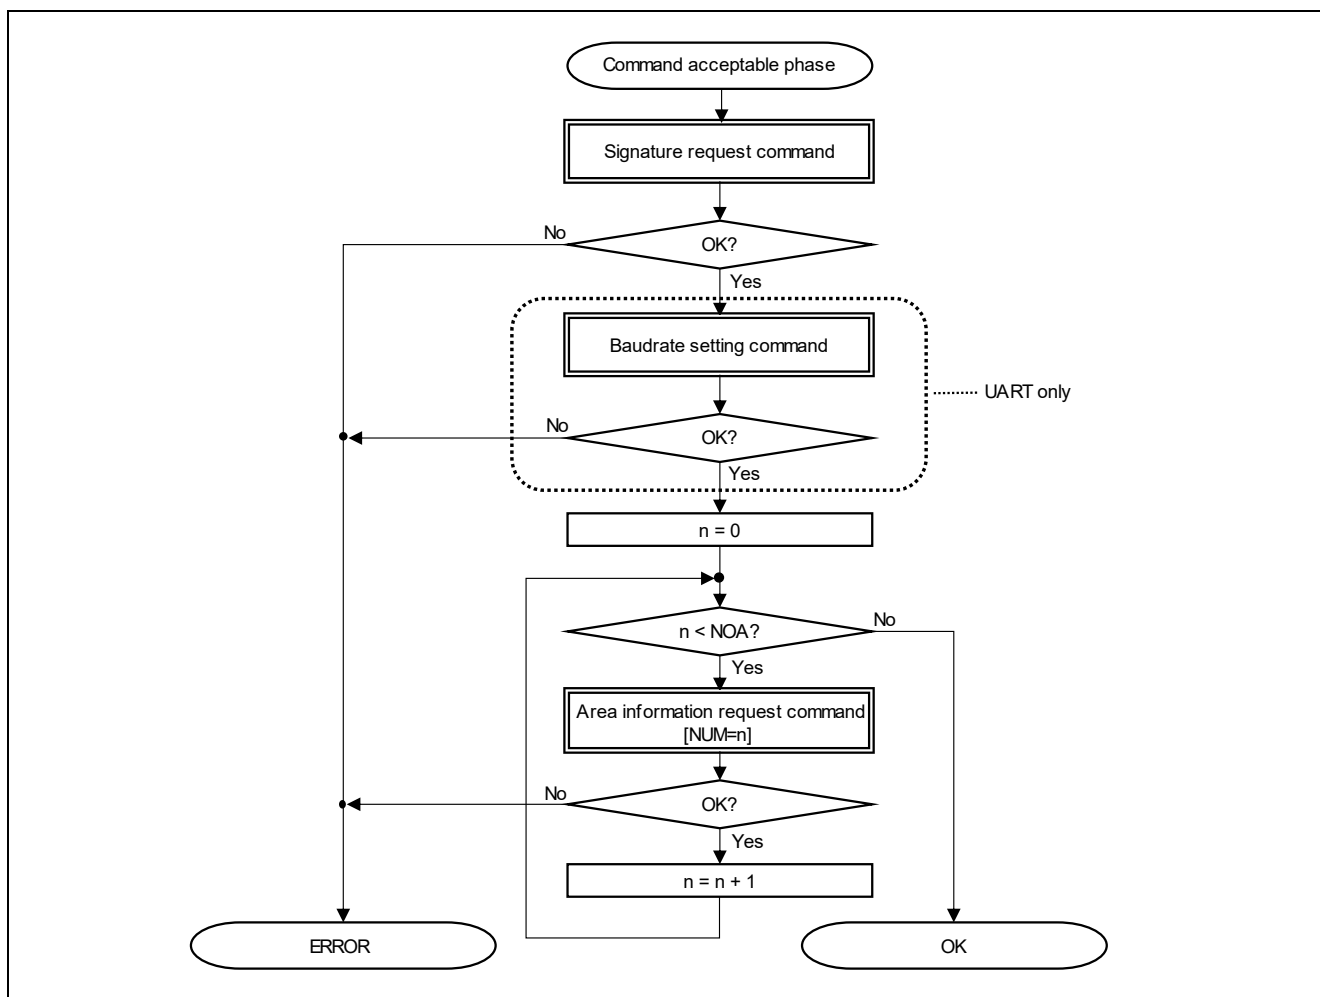 Command acceptable phase
Signature request command
No
OK?
Yes
Baudrate setting command
UART only
No
OK?
Yes
n = 0
n < NOA?
No
Yes
Area information request command
[NUM=n]
No
OK?
Yes
n = n + 1
ERROR
OK